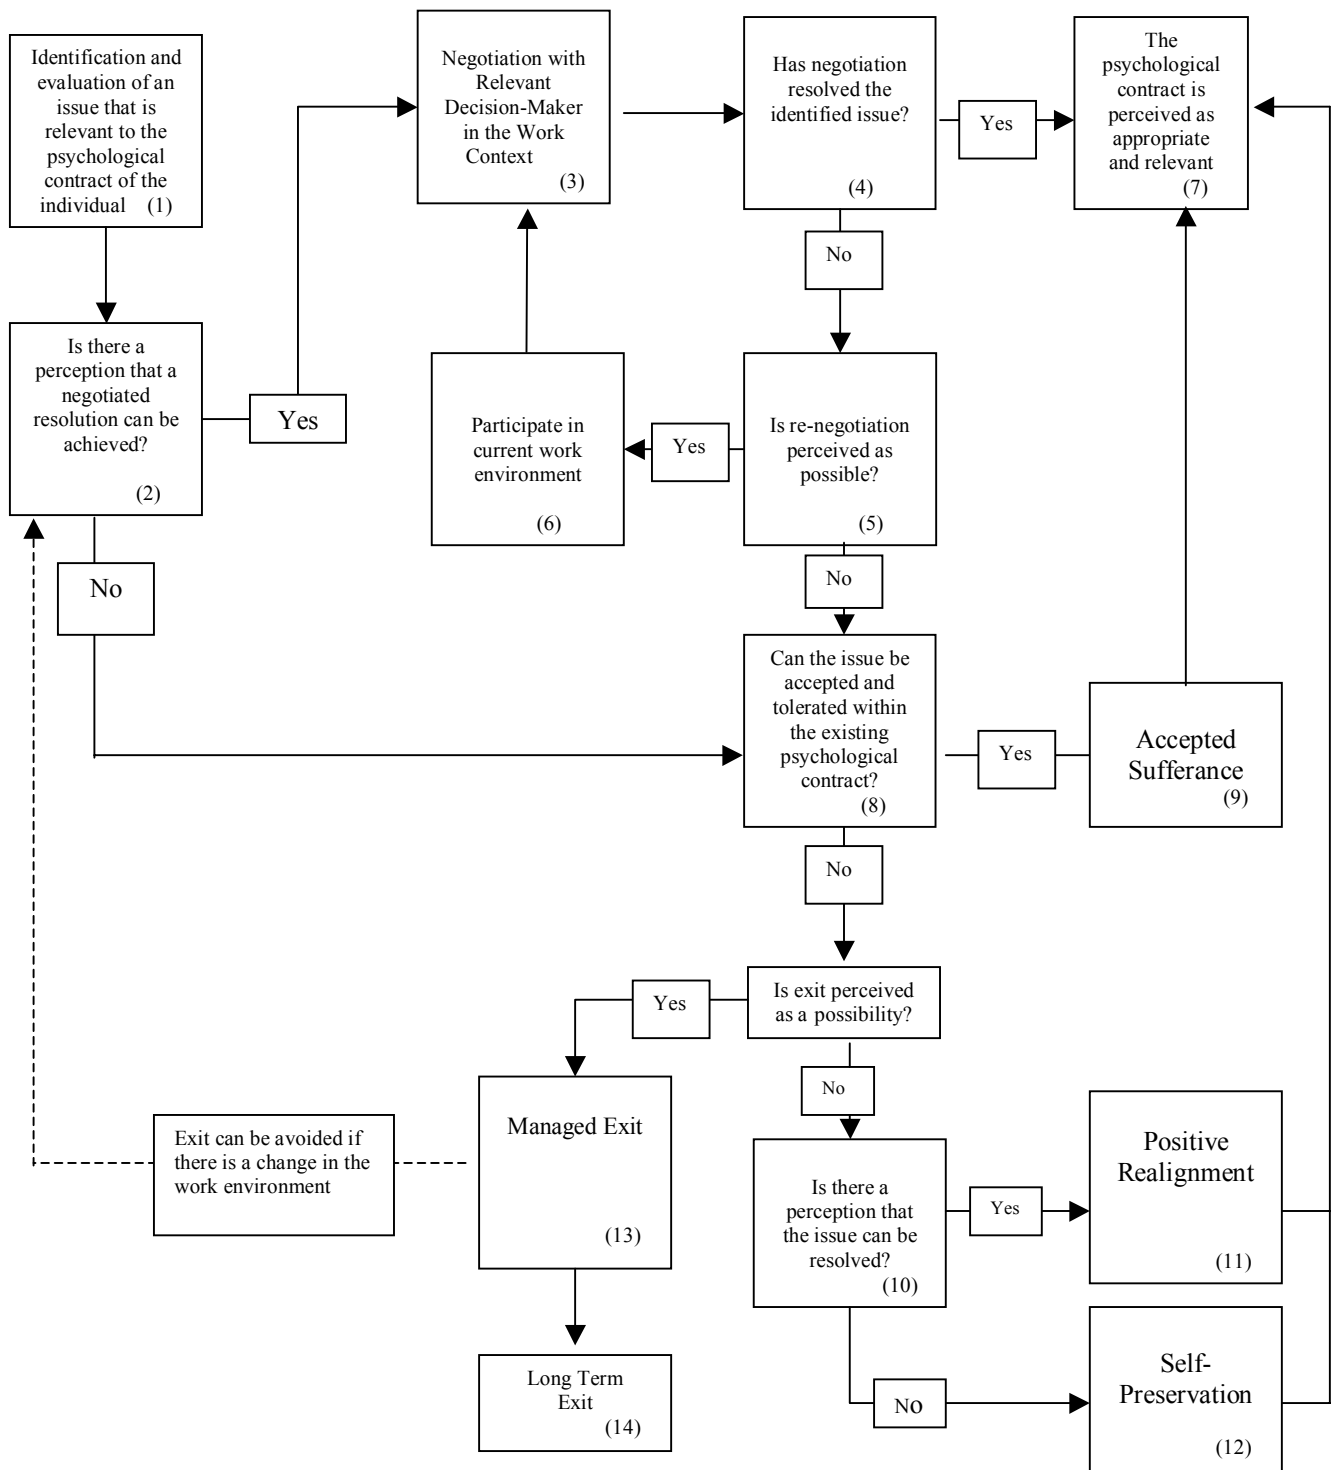 Identification and
evaluation of an
issue that is
relevant to the
psychological
contract of the
individual (1)
Negotiation with
Relevant
Decision-Maker
in the Work
Context
(3)
Has negotiation
resolved the
identified issue?
(4)
Yes
The
psychological
contract is
perceived as
appropriate
and relevant
(7)
No
Is there a
perception that a
negotiated
resolution can be
achieved?
(2)
Yes
Participate in
current work
environment
(6)
Yes
Is re-negotiation
perceived as
possible?
(5)
No
No
Can the issue be
accepted and
tolerated within
the existing
psychological
contract?
(8)
Yes
Accepted
Sufferance
(9)
No
Is exit perceived
as a possibility?
Yes
No
Managed Exit
(13)
Exit can be avoided if
there is a change in the
work environment
Is there a
perception that
the issue can be
resolved?
(10)
Yes
Positive
Realignment
(11)
Long Term
Exit
(14)
No
Self-
Preservation
(12)